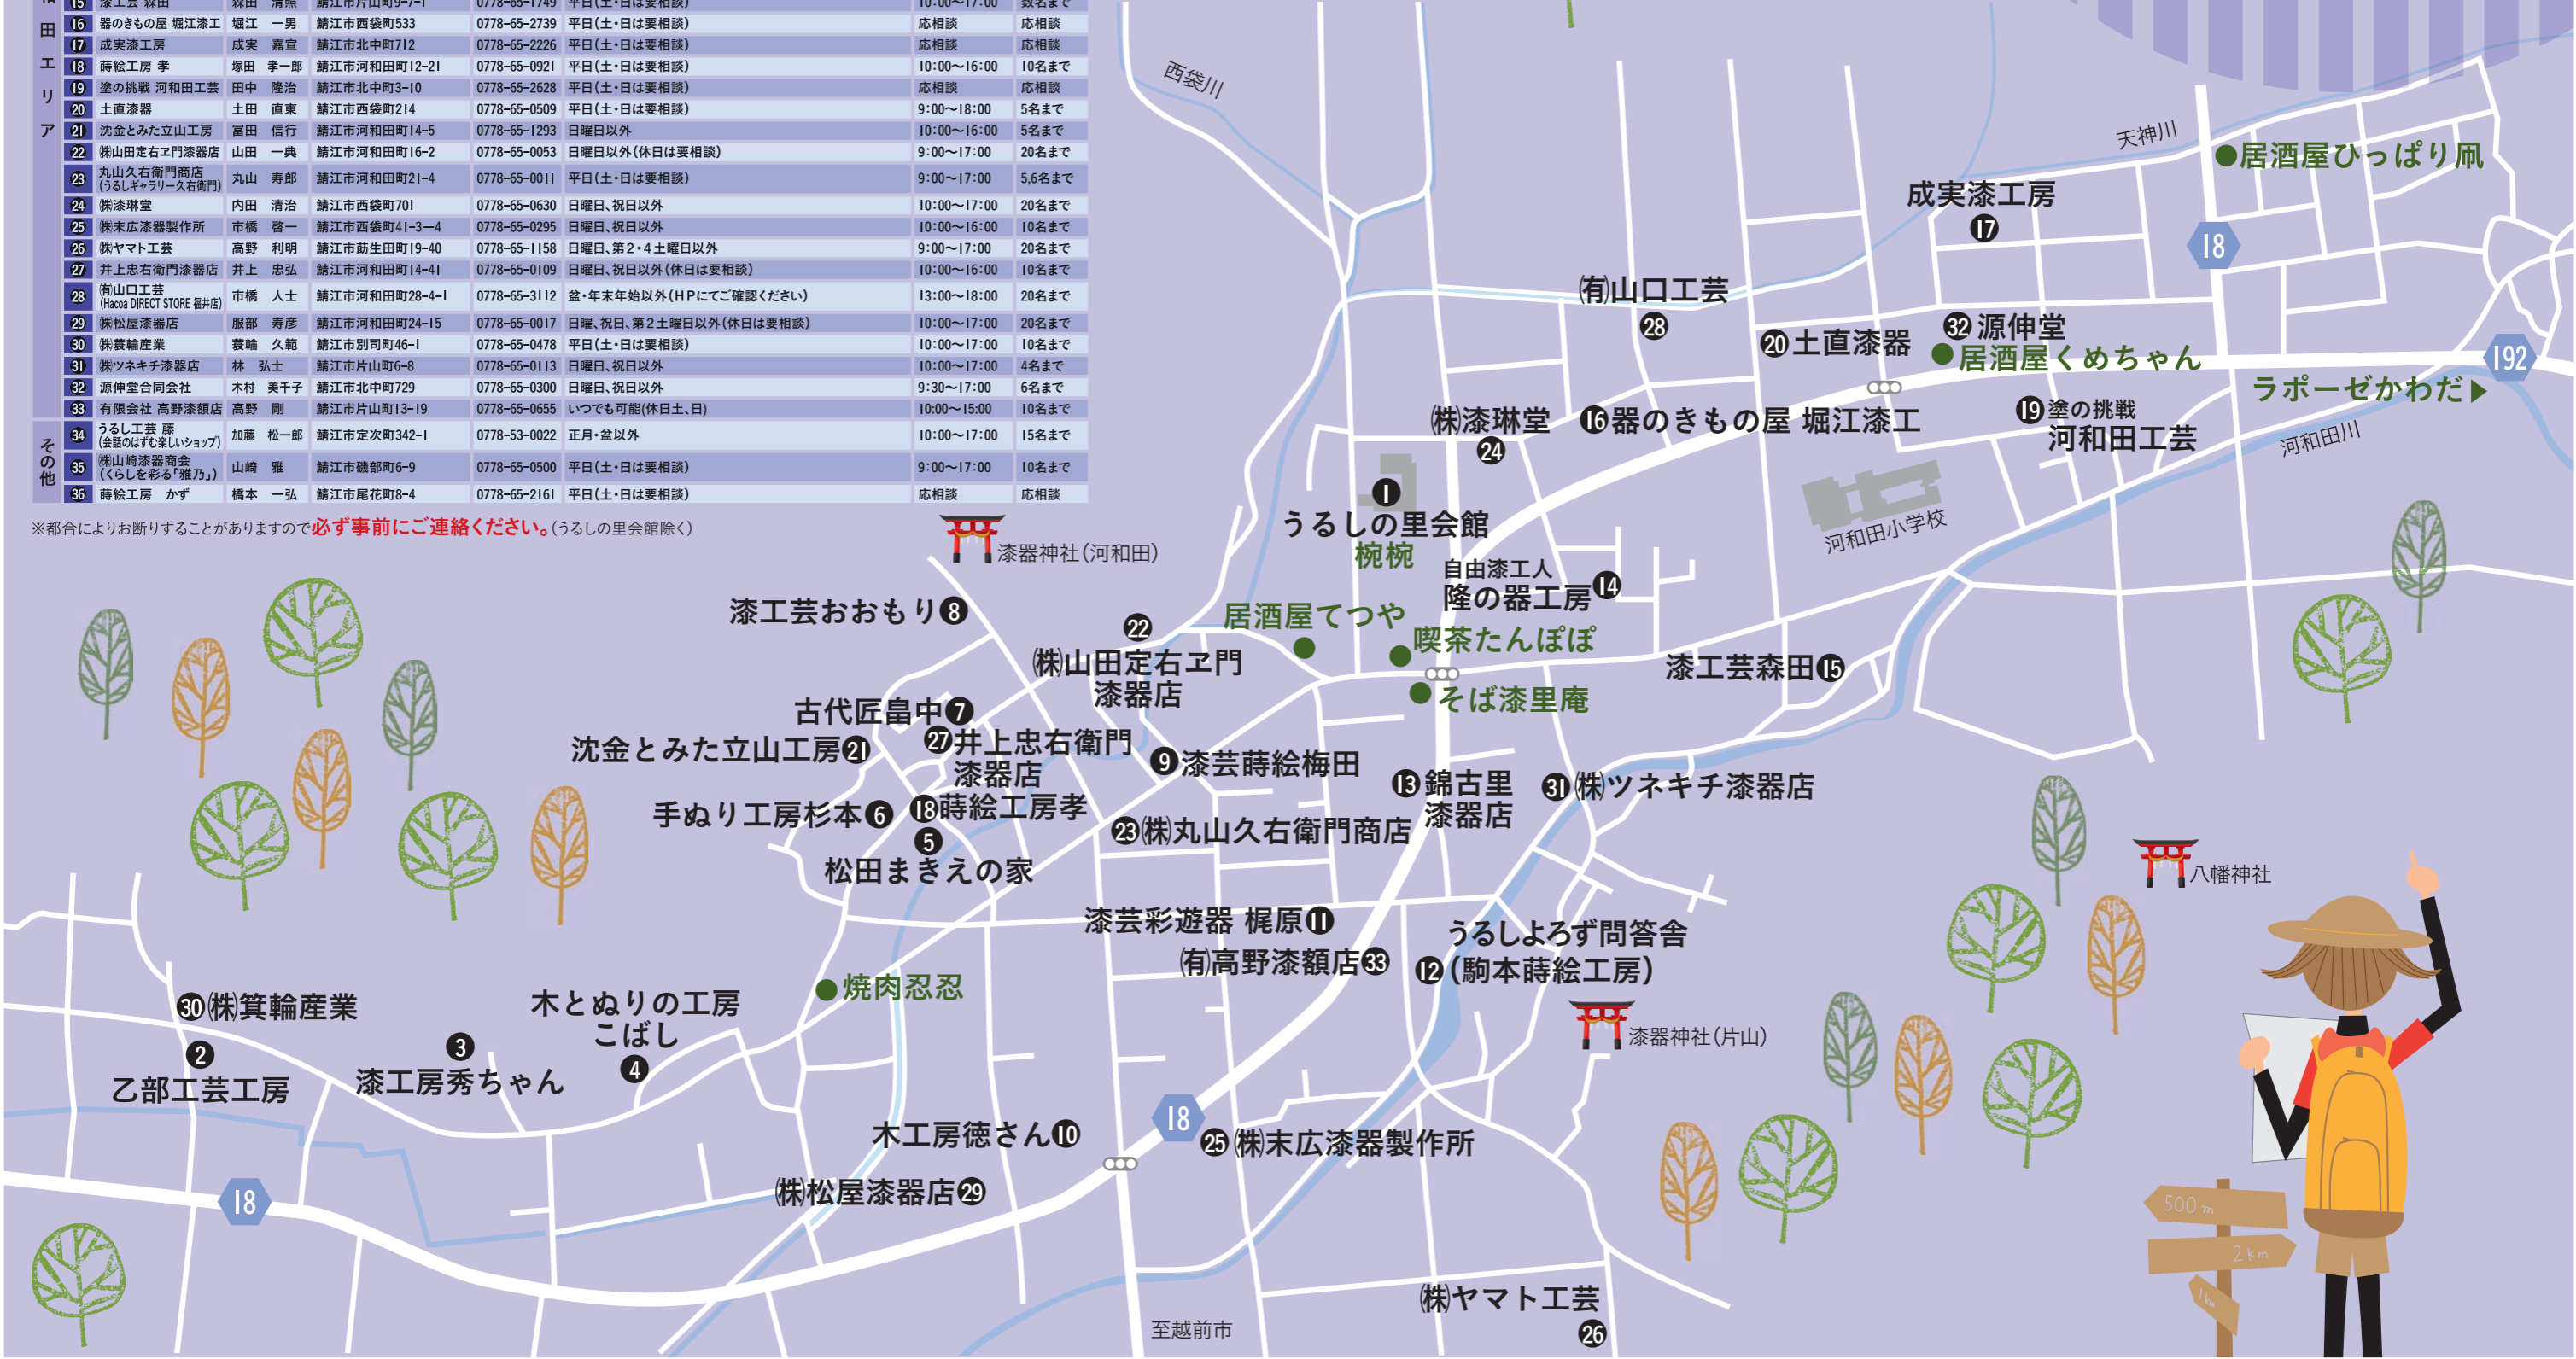 田エリア
15 漆工芸 森田 森田 清照 鯖江市片山町9-7-1 0778-65-1749 平日(土・日は要相談) 10:00〜17:00 数名まで
16 器のきもの屋 堀江漆工 堀江 一男 鯖江市西袋町533 0778-65-2739 平日(土・日は要相談) 応相談 応相談
17 成実漆工房 成実 嘉宣 鯖江市北中町712 0778-65-2226 平日(土・日は要相談) 応相談 応相談
18 蒔絵工房 孝 塚田 孝一郎 鯖江市河和田町12-21 0778-65-0921 平日(土・日は要相談) 10:00〜16:00 10名まで
19 塗の挑戦 河和田工芸 田中 隆治 鯖江市北中町3-10 0778-65-2628 平日(土・日は要相談) 応相談 応相談
20 土直漆器 土田 直東 鯖江市西袋町214 0778-65-0509 平日(土・日は要相談) 9:00〜18:00 5名まで
21 沈金とみた立山工房 冨田 信行 鯖江市河和田町14-5 0778-65-1293 日曜日以外 10:00〜16:00 5名まで
22 ㈱山田定右ヱ門漆器店 山田 一典 鯖江市河和田町16-2 0778-65-0053 日曜日以外(休日は要相談) 9:00〜17:00 20名まで
23 丸山久右衛門商店
(うるしギャラリー久右衛門) 丸山 寿郎 鯖江市河和田町21-4 0778-65-0011 平日(土・日は要相談) 9:00〜17:00 5,6名まで
24 ㈱漆琳堂 内田 清治 鯖江市西袋町701 0778-65-0630 日曜日、祝日以外 10:00〜17:00 20名まで
25 ㈱末広漆器製作所 市橋 啓一 鯖江市西袋町41-3-4 0778-65-0295 日曜日、祝日以外 10:00〜16:00 10名まで
26 ㈱ヤマト工芸 高野 利明 鯖江市莇生田町19-40 0778-65-1158 日曜日、第2・4土曜日以外 9:00〜17:00 20名まで
27 井上忠右衛門漆器店 井上 忠弘 鯖江市河和田町14-41 0778-65-0109 日曜日、祝日以外(休日は要相談) 10:00〜16:00 10名まで
28 ㈲山口工芸
(Hacoa DIRECT STORE 福井店) 市橋 人士 鯖江市河和田町28-4-1 0778-65-3112 盆・年末年始以外(HPにてご確認ください) 13:00〜18:00 20名まで
29 ㈱松屋漆器店 服部 寿彦 鯖江市河和田町24-15 0778-65-0017 日曜、祝日、第2土曜日以外(休日は要相談) 10:00〜17:00 20名まで
30 ㈱蓑輪産業 蓑輪 久範 鯖江市別司町46-1 0778-65-0478 平日(土・日は要相談) 10:00〜17:00 10名まで
31 ㈱ツネキチ漆器店 林 弘士 鯖江市片山町6-8 0778-65-0113 日曜日、祝日以外 10:00〜17:00 4名まで
32 源伸堂合同会社 木村 美千子 鯖江市北中町729 0778-65-0300 日曜日、祝日以外 9:30〜17:00 6名まで
33 有限会社 高野漆額店 高野 剛 鯖江市片山町13-19 0778-65-0655 いつでも可能(休日土、日) 10:00〜15:00 10名まで
その他
34 うるし工芸 藤
(会話のはずむ楽しいショップ) 加藤 松一郎 鯖江市定次町342-1 0778-53-0022 正月・盆以外 10:00〜17:00 15名まで
35 ㈱山崎漆器商会
(くらしを彩る「雅乃」) 山崎 雅 鯖江市磯部町6-9 0778-65-0500 平日(土・日は要相談) 9:00〜17:00 10名まで
36 蒔絵工房 かず 橋本 一弘 鯖江市尾花町8-4 0778-65-2161 平日(土・日は要相談) 応相談 応相談
※都合によりお断りすることがありますので必ず事前にご連絡ください。(うるしの里会館除く)
西袋川
天神川
●居酒屋ひっぱり凧
成実漆工房
17
18
㈲山口工芸
28
32 源伸堂
20 土直漆器
●居酒屋くめちゃん
192
ラポーゼかわだ▶
㈱漆琳堂
24
16 器のきもの屋 堀江漆工
19 塗の挑戦
河和田工芸
河和田川
1
うるしの里会館
椀椀
河和田小学校
漆器神社(河和田)
自由漆工人
隆の器工房 14
漆工芸おおもり 8
22
㈱山田定右ヱ門
漆器店
居酒屋てつや
喫茶たんぽぽ
そば漆里庵
漆工芸森田 15
古代匠畠中 7
沈金とみた立山工房 21
27 井上忠右衛門
漆器店
9 漆芸蒔絵梅田
13 錦古里
漆器店
31 ㈱ツネキチ漆器店
手ぬり工房杉本 6
18 蒔絵工房孝
5
松田まきえの家
23 ㈱丸山久右衛門商店
八幡神社
漆芸彩遊器 梶原 11
㈲高野漆額店 33
うるしよろず問答舎
12 (駒本蒔絵工房)
●焼肉忍忍
漆器神社(片山)
30 ㈱箕輪産業
木とぬりの工房
こばし
4
2
乙部工芸工房
3
漆工房秀ちゃん
木工房徳さん 10
18
25 ㈱末広漆器製作所
㈱松屋漆器店 29
18
㈱ヤマト工芸
26
至越前市
500m
2km
1km